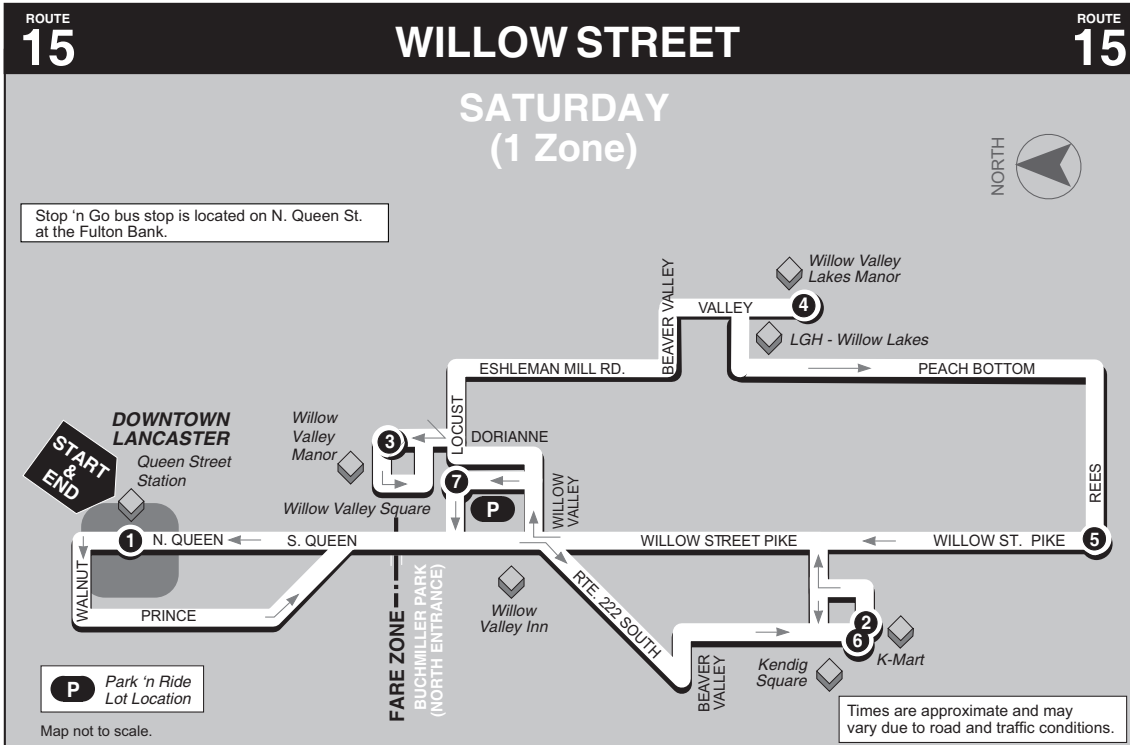 ROUTE
15
WILLOW STREET
ROUTE
15
SATURDAY
(1 Zone)
NORTH
Stop 'n Go bus stop is located on N. Queen St.
at the Fulton Bank.
Willow Valley
Lakes Manor
4
VALLEY
BEAVER VALLEY
LGH - Willow Lakes
ESHLEMAN MILL RD.
PEACH BOTTOM
LOCUST
DORIANNE
DOWNTOWN
LANCASTER
Queen Street
Station
START
&
END
Willow
Valley
Manor
3
7
P
WILLOW
VALLEY
REES
Willow Valley Square
1
N. QUEEN
S. QUEEN
WILLOW STREET PIKE
WILLOW ST. PIKE
5
WALNUT
PRINCE
FARE ZONE
BUCHMILLER PARK
(NORTH ENTRANCE)
Willow
Valley Inn
RTE. 222 SOUTH
BEAVER
VALLEY
2
6
K-Mart
Kendig
Square
P
Park 'n Ride
Lot Location
Map not to scale.
Times are approximate and may
vary due to road and traffic conditions.